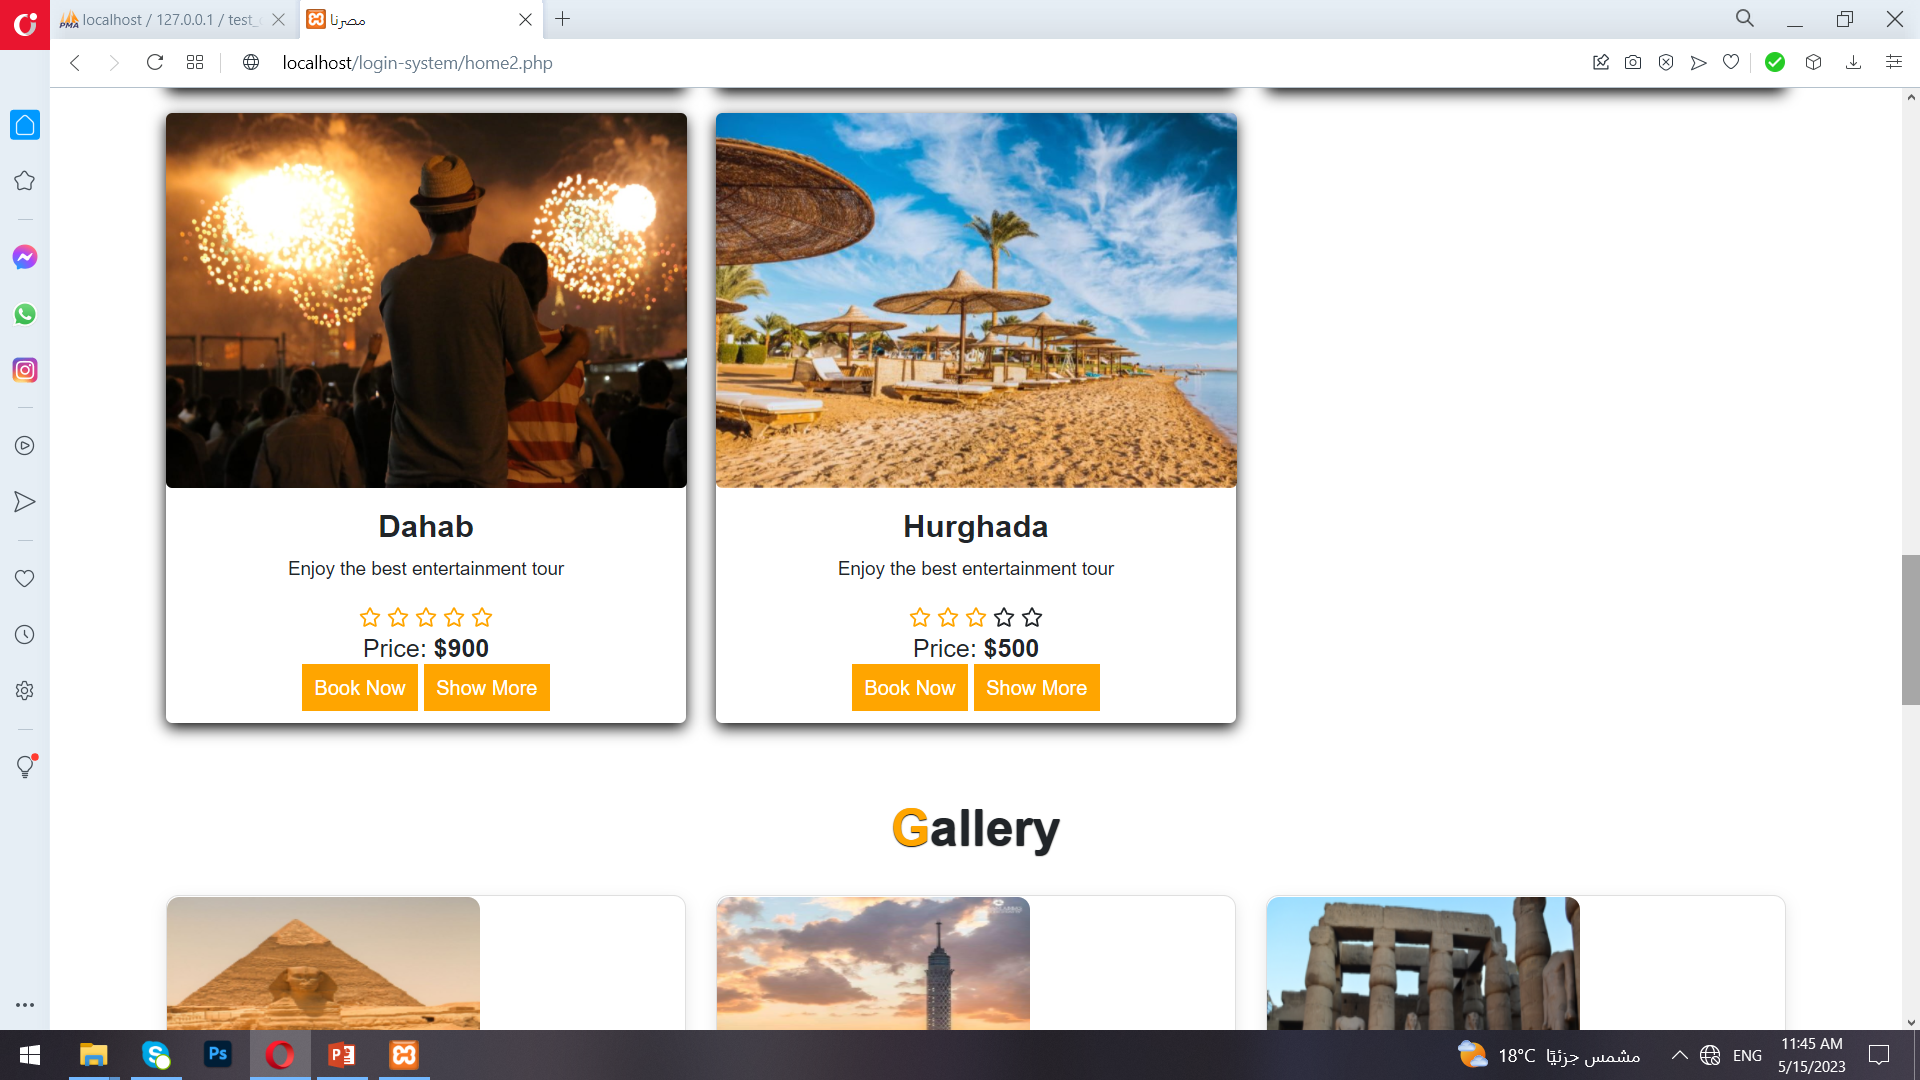 localhost / 127.0.0.1 / test_
مصرنا
localhost/login-system/home2.php
Dahab
Enjoy the best entertainment tour
Price: $900
Book Now
Show More
Hurghada
Enjoy the best entertainment tour
Price: $500
Book Now
Show More
Gallery
PMA
Ps
18°C مشمس جزئيًا
ENG
11:45 AM
5/15/2023